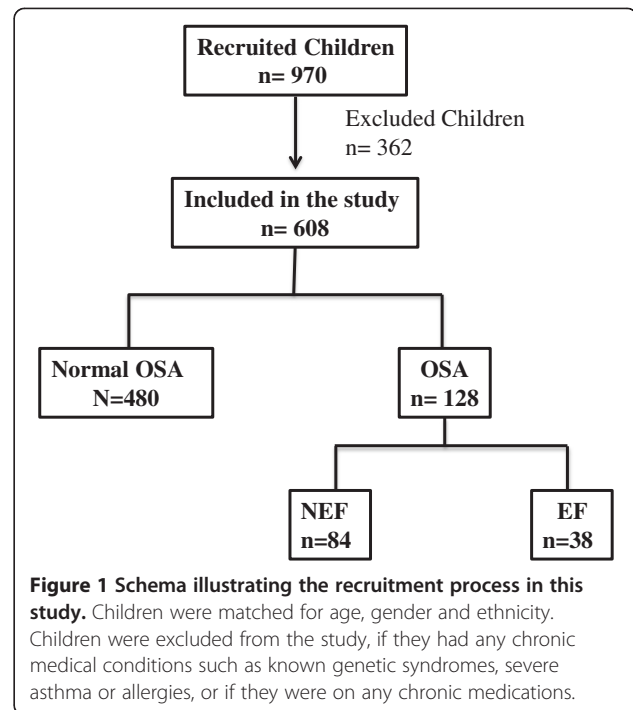 Recruited Children
n= 970
Excluded Children
n= 362
Included in the study
n= 608
Normal OSA
N=480
OSA
n= 128
NEF
n=84
EF
n=38
Figure 1 Schema illustrating the recruitment process in this
study. Children were matched for age, gender and ethnicity.
Children were excluded from the study, if they had any chronic
medical conditions such as known genetic syndromes, severe
asthma or allergies, or if they were on any chronic medications.